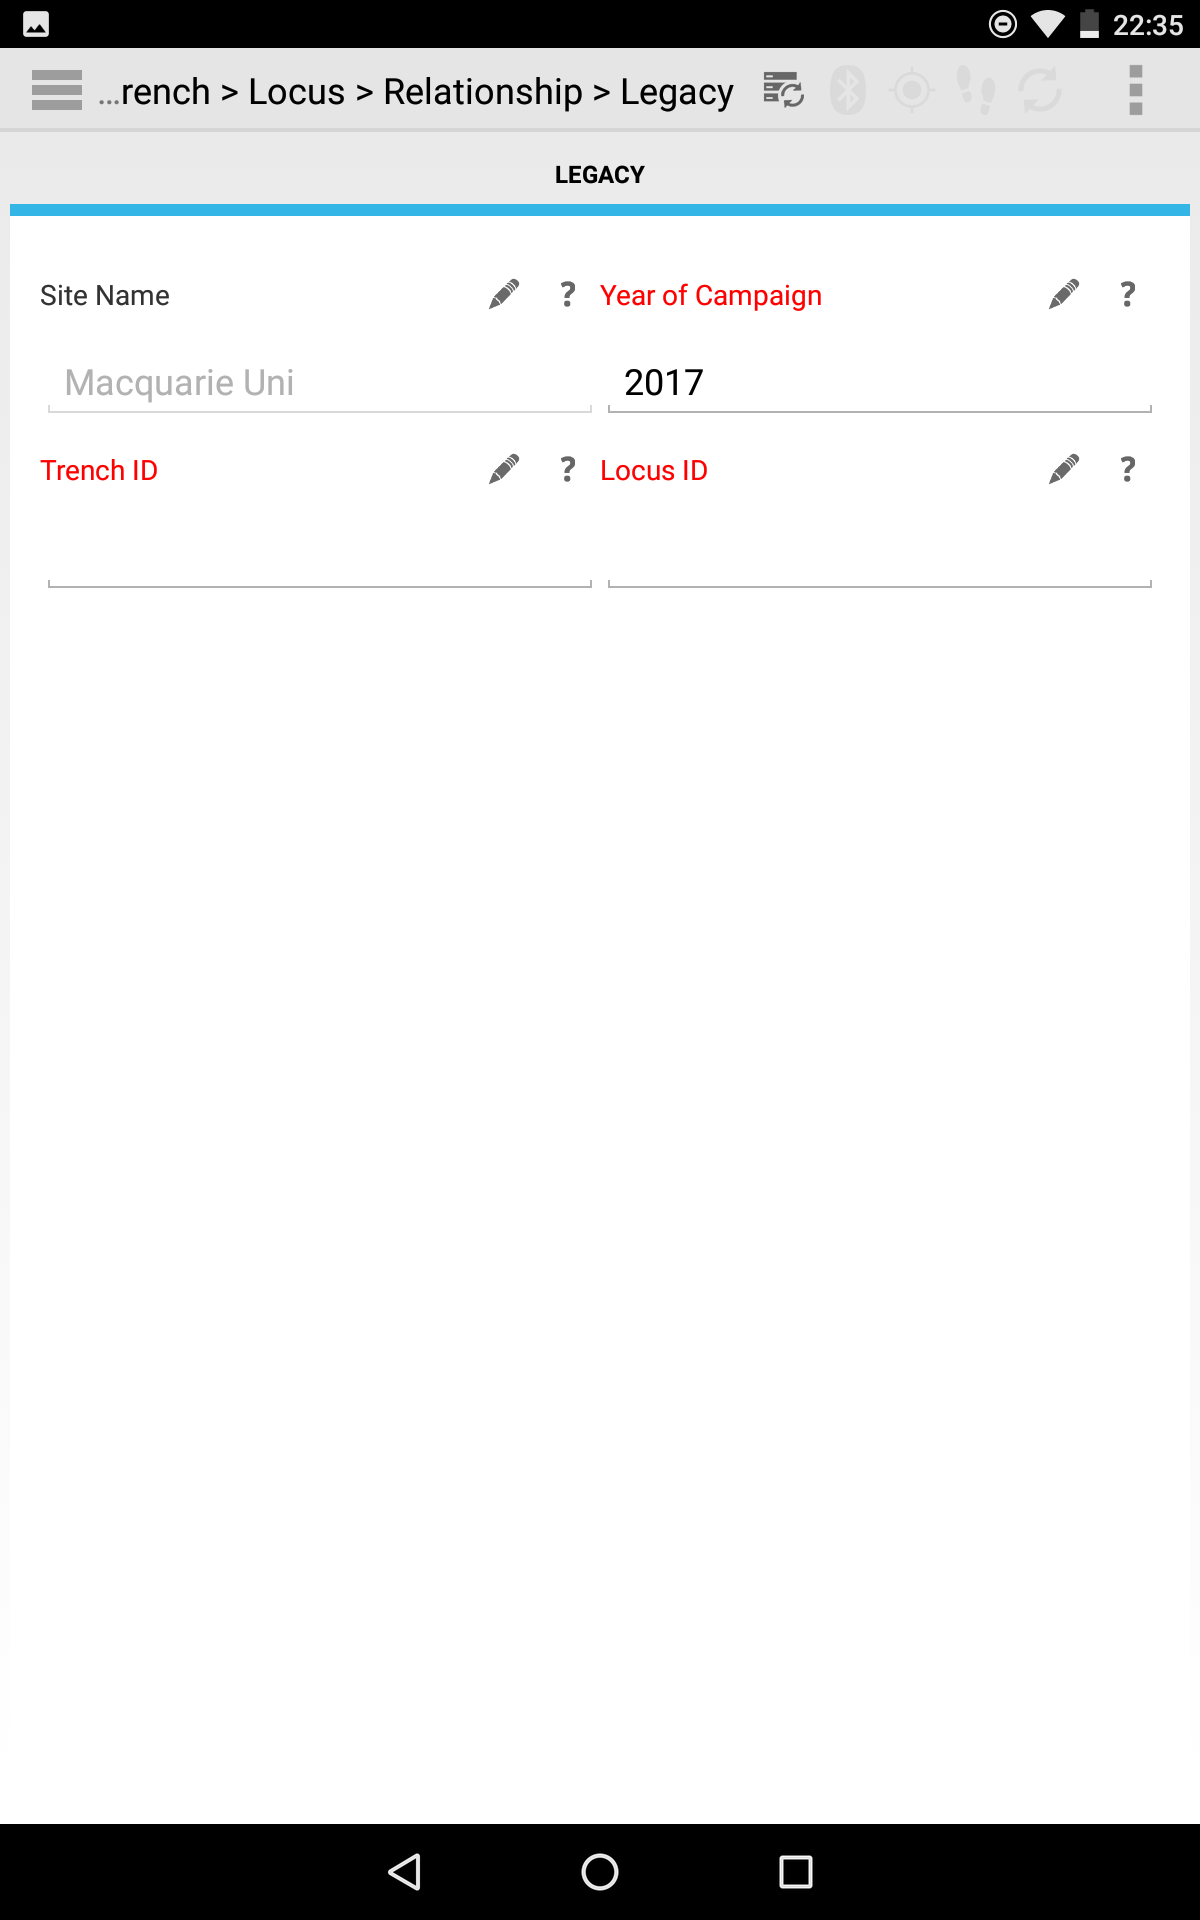 22:35
...rench > Locus > Relationship > Legacy
LEGACY
Site Name ? Year of Campaign ?
Macquarie Uni 2017
Trench ID ? Locus ID ?